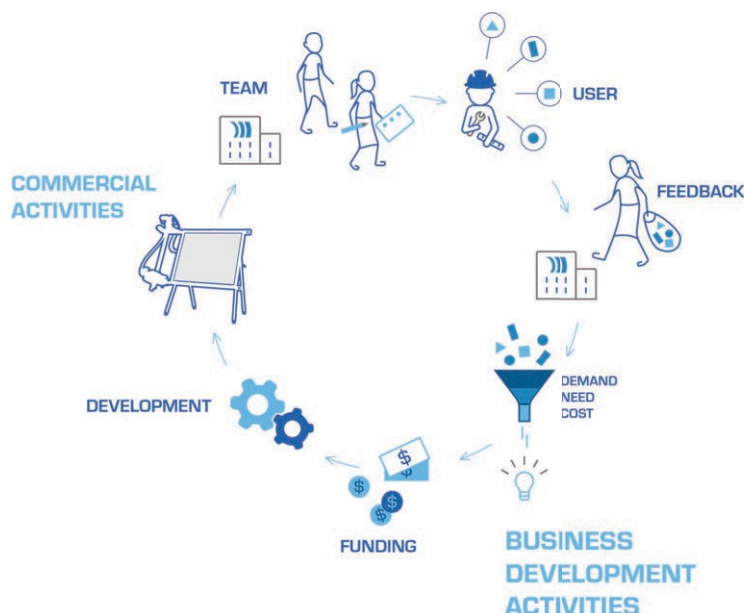 TEAM
USER
COMMERCIAL
ACTIVITIES
FEEDBACK
DEMAND
NEED
COST
DEVELOPMENT
$
$
$
$
$
FUNDING
BUSINESS
DEVELOPMENT
ACTIVITIES